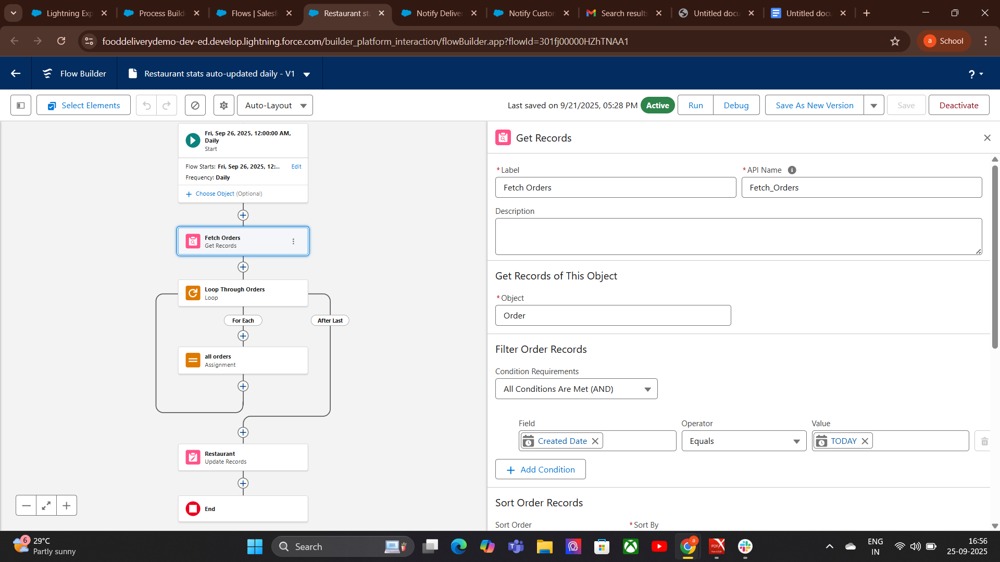 Lightning Exp
Process Build
Flows | Salesf
Restaurant sta
Notify Deliver
Notify Custom
Search results
Untitled docu
Untitled docu
fooddeliverydemo-dev-ed.develop.lightning.force.com/builder_platform_interaction/flowBuilder.app?flowId=301fj00000HZhTNAA1
a School
Flow Builder
Restaurant stats auto-updated daily - V1
?
Select Elements
Auto-Layout
Last saved on 9/21/2025, 05:28 PM
Active
Run
Debug
Save As New Version
Save
Deactivate
Fri, Sep 26, 2025, 12:00:00 AM,
Daily
Start
Flow Starts: Fri, Sep 26, 2025, 12:...
Edit
Frequency: Daily
+ Choose Object (Optional)
Fetch Orders
Get Records
Loop Through Orders
Loop
For Each
After Last
all orders
Assignment
Restaurant
Update Records
End
Get Records
*Label
Fetch Orders
*API Name
Fetch_Orders
Description
Get Records of This Object
*Object
Order
Filter Order Records
Condition Requirements
All Conditions Are Met (AND)
Field
Created Date
Operator
Equals
Value
TODAY
+ Add Condition
Sort Order Records
Sort Order
*Sort By
6
29°C
Partly sunny
Search
ENG
IN
16:56
25-09-2025